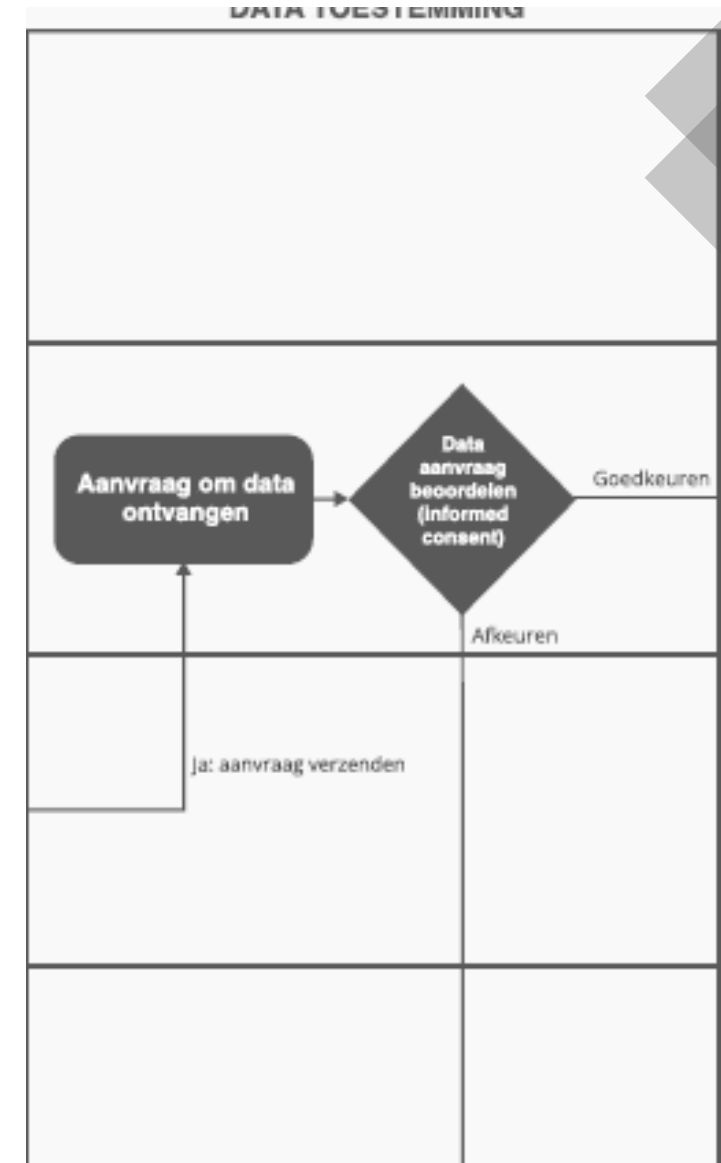 DATA TOESTEMMING
Aanvraag om data
ontvangen
Data
aanvraag
beoordelen
(informed
consent)
Goedkeuren
Afkeuren
Ja: aanvraag verzenden